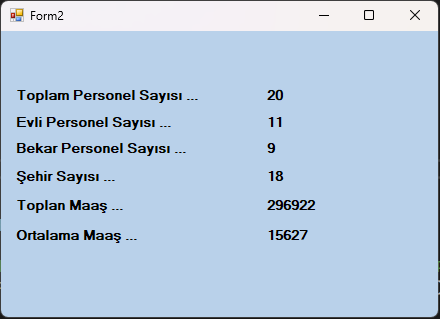 Form2
Toplam Personel Sayısı ... 20
Evli Personel Sayısı ... 11
Bekar Personel Sayısı ... 9
Şehir Sayısı ... 18
Toplan Maaş ... 296922
Ortalama Maaş ... 15627